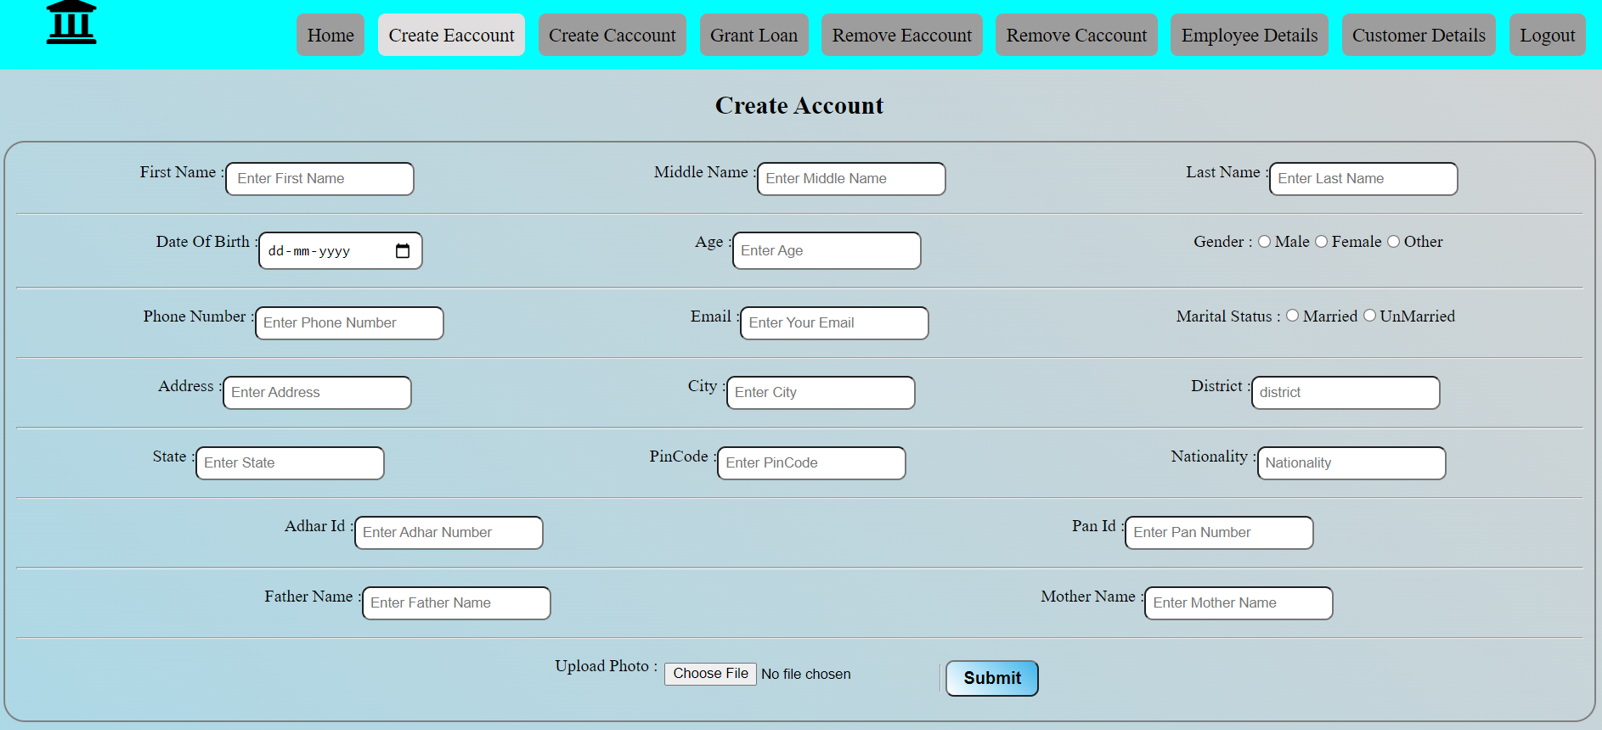 Home Create Eaccount Create Caccount Grant Loan Remove Eaccount Remove Caccount Employee Details Customer Details Logout
Create Account
First Name : Enter First Name Middle Name : Enter Middle Name Last Name : Enter Last Name
Date Of Birth : dd-mm-yyyy Age : Enter Age Gender : Male Female Other
Phone Number : Enter Phone Number Email : Enter Your Email Marital Status : Married UnMarried
Address : Enter Address City : Enter City District : district
State : Enter State PinCode : Enter PinCode Nationality : Nationality
Adhar Id : Enter Adhar Number Pan Id : Enter Pan Number
Father Name : Enter Father Name Mother Name : Enter Mother Name
Upload Photo : Choose File No file chosen Submit